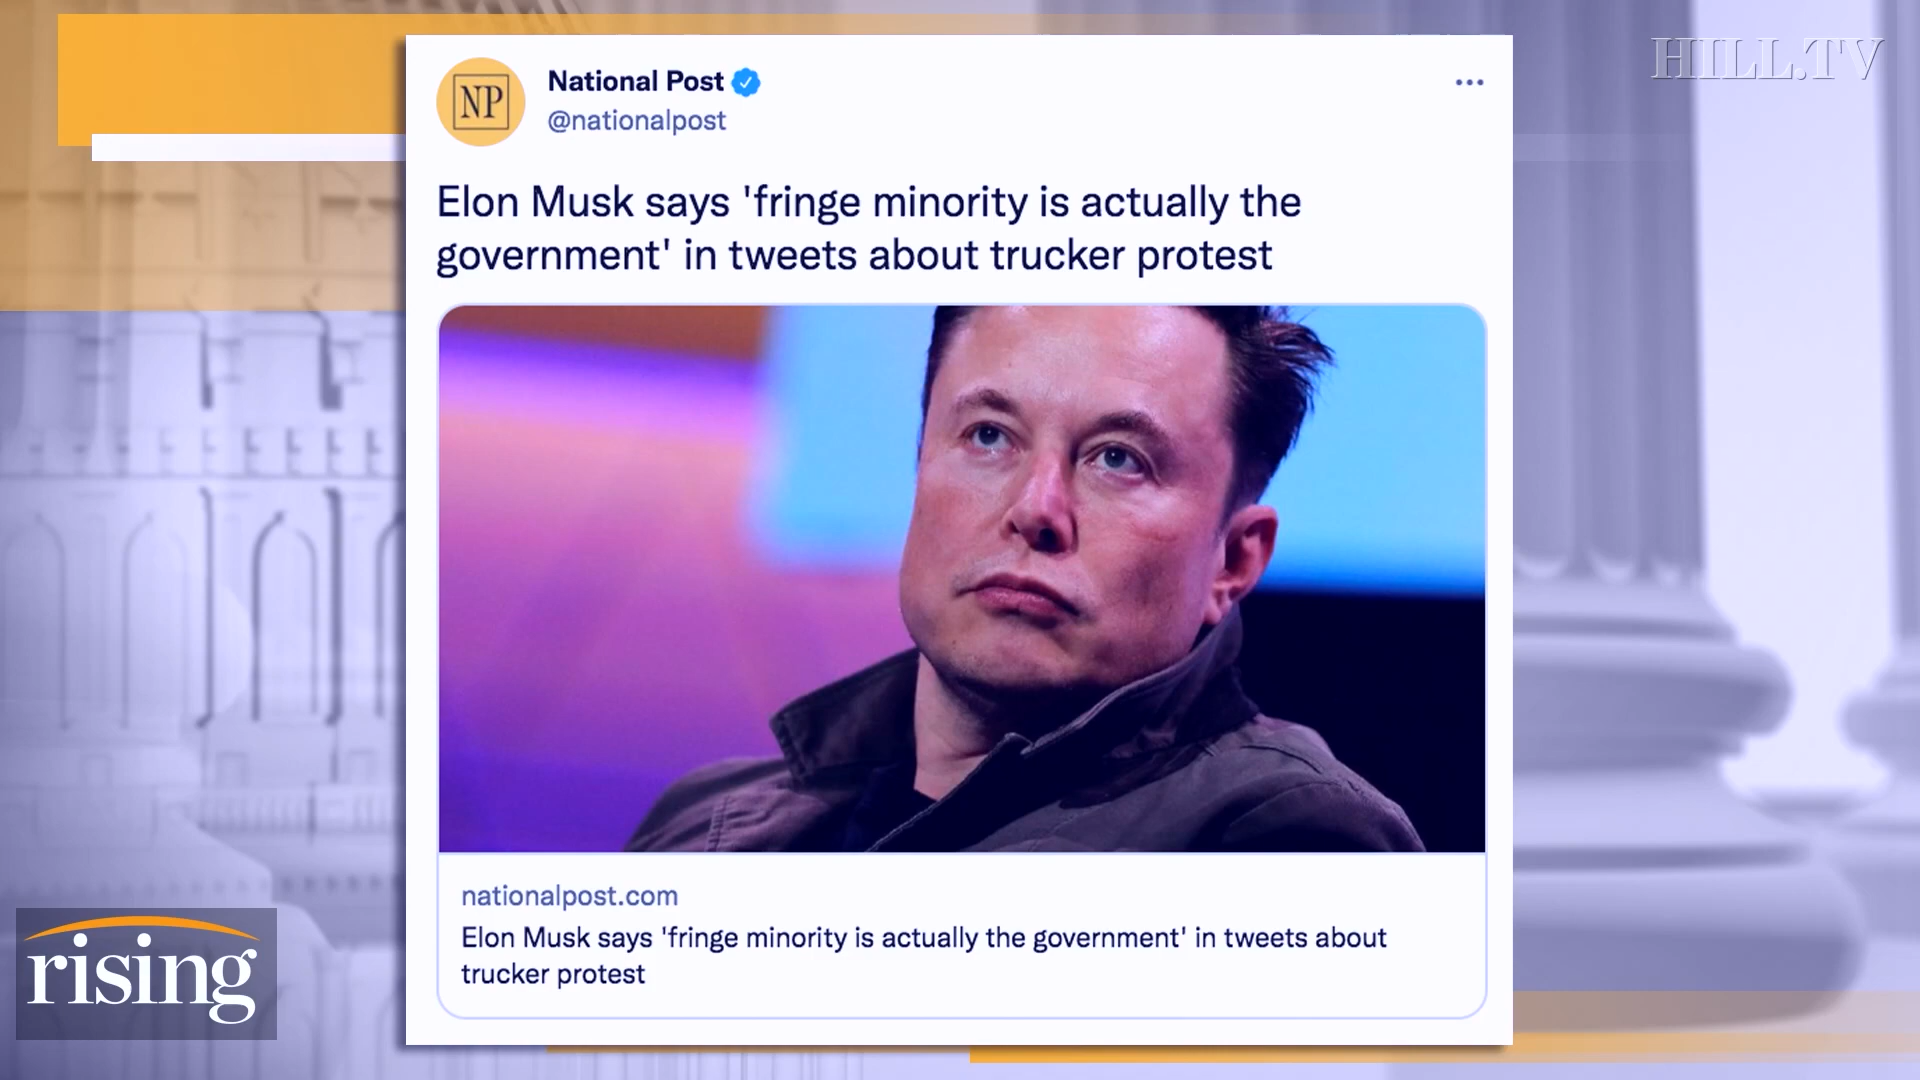 HILL.TV
NP
National Post
@nationalpost
Elon Musk says 'fringe minority is actually the
government' in tweets about trucker protest
nationalpost.com
Elon Musk says 'fringe minority is actually the government' in tweets about
trucker protest
rising